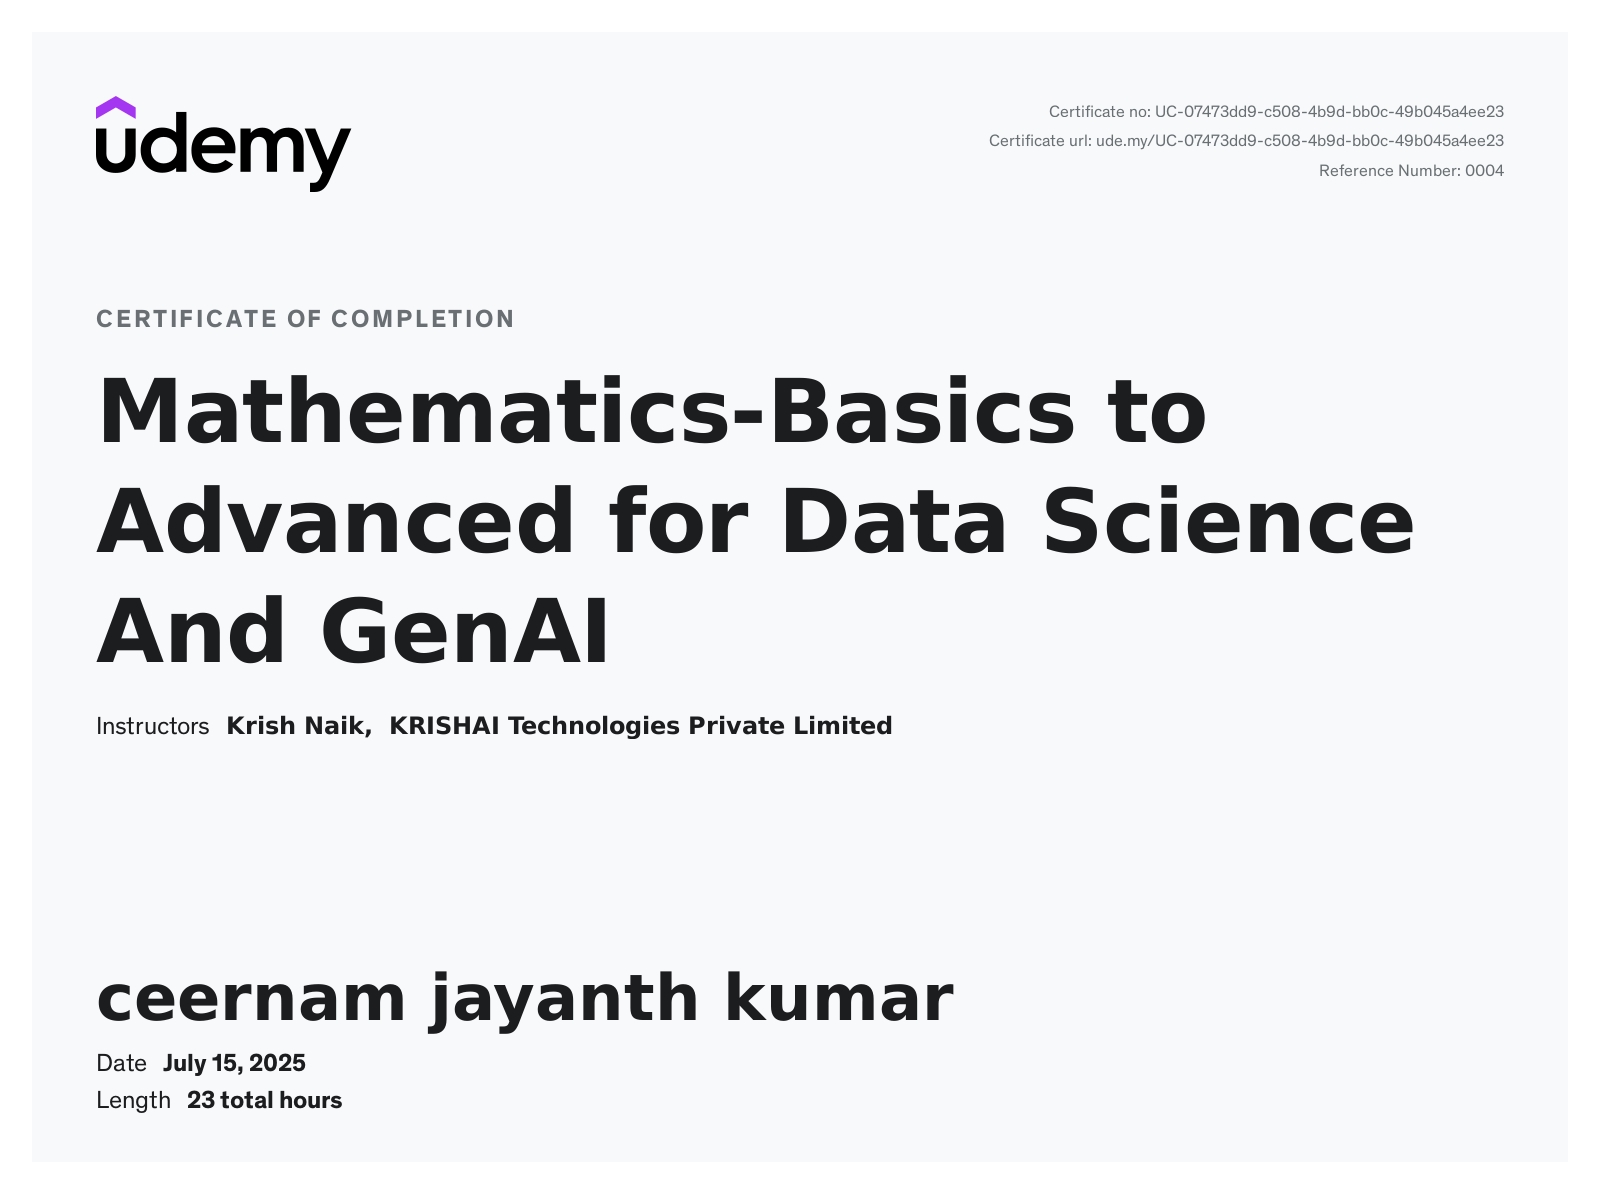 udemy
Certificate no: UC-07473dd9-c508-4b9d-bb0c-49b045a4ee23
Certificate url: ude.my/UC-07473dd9-c508-4b9d-bb0c-49b045a4ee23
Reference Number: 0004
CERTIFICATE OF COMPLETION
Mathematics-Basics to
Advanced for Data Science
And GenAI
Instructors Krish Naik, KRISHAI Technologies Private Limited
ceernam jayanth kumar
Date July 15, 2025
Length 23 total hours